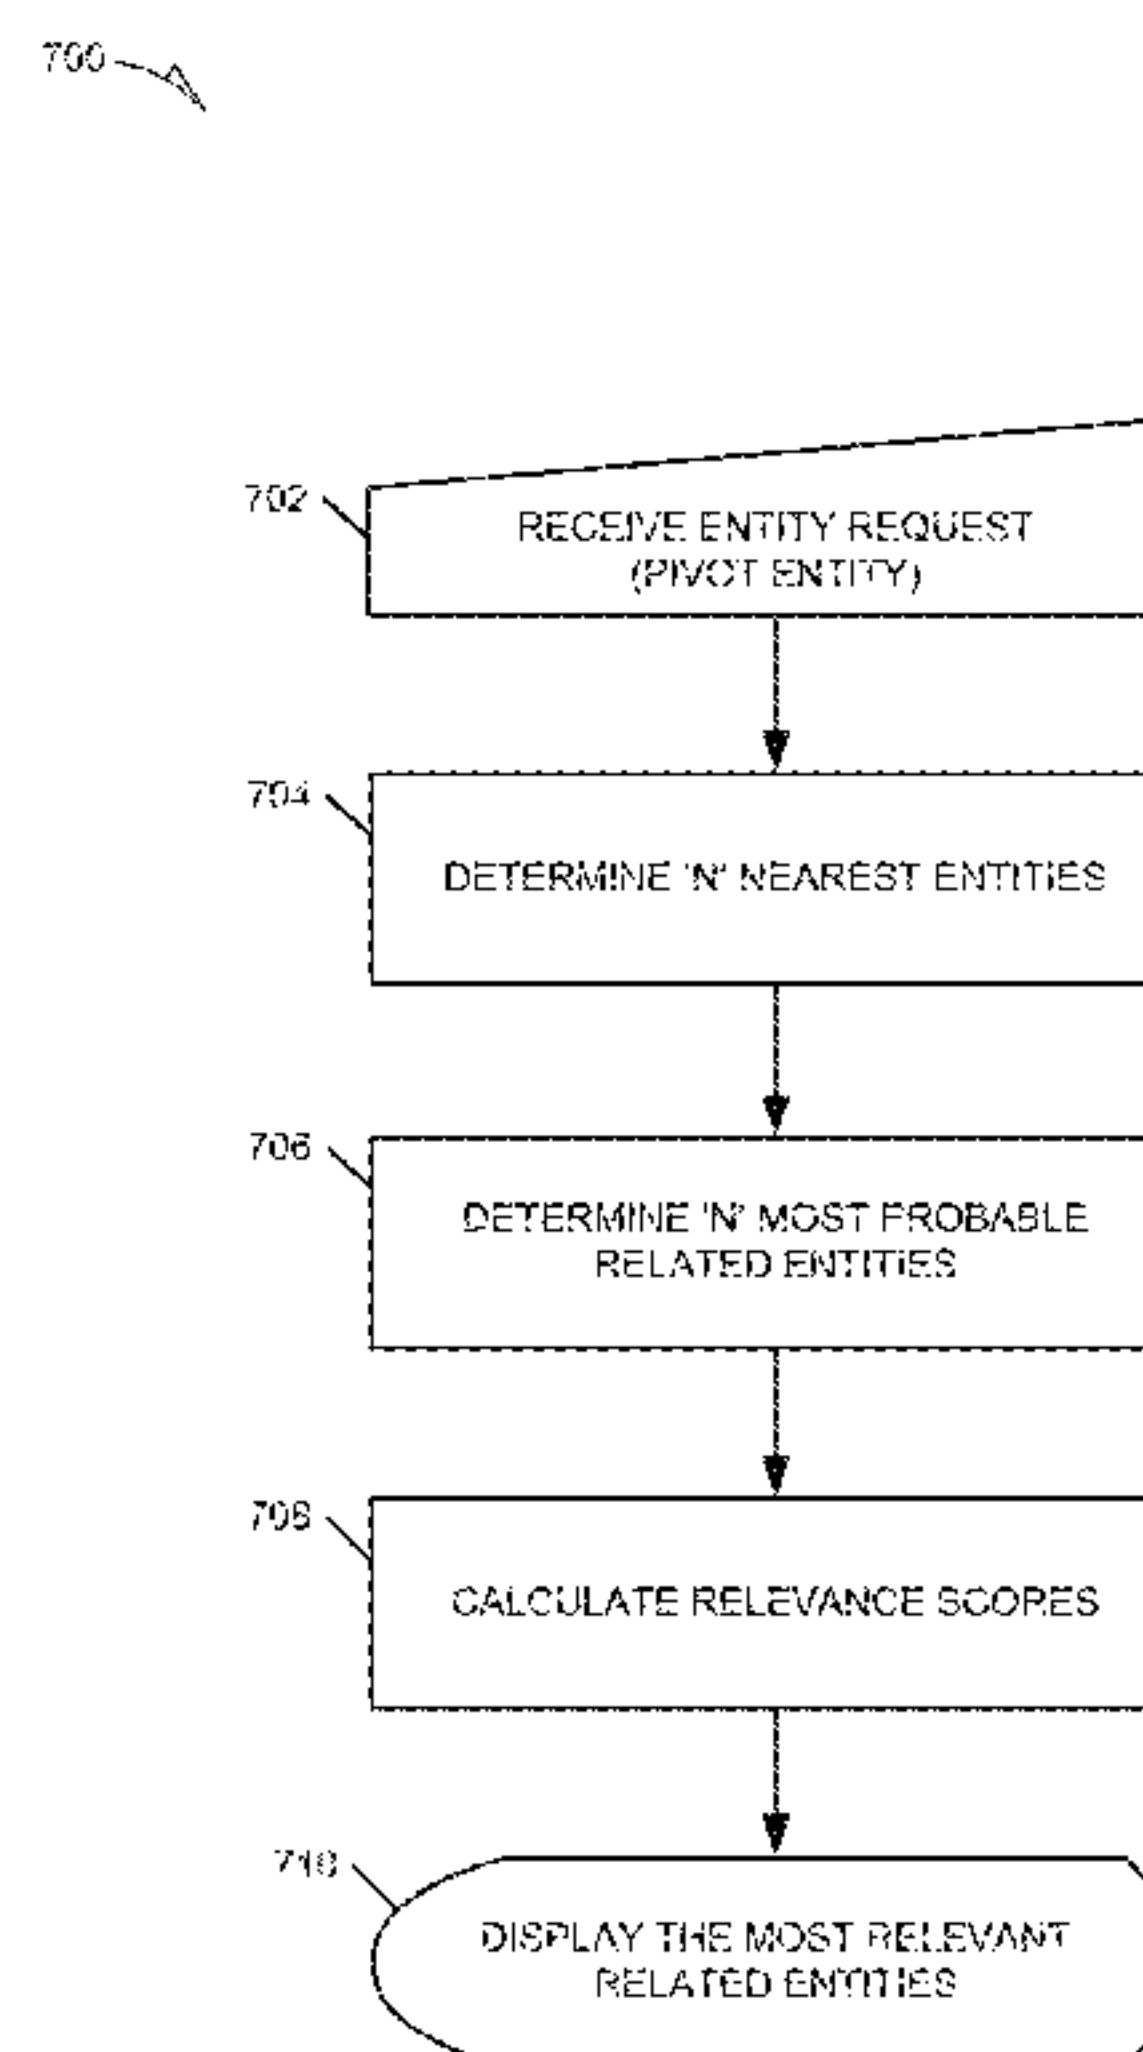 700
702
RECEIVE ENTITY REQUEST
(PIVOT ENTITY)
704
DETERMINE 'N' NEAREST ENTITIES
706
DETERMINE 'N' MOST PROBABLE
RELATED ENTITIES
708
CALCULATE RELEVANCE SCORES
710
DISPLAY THE MOST RELEVANT
RELATED ENTITIES